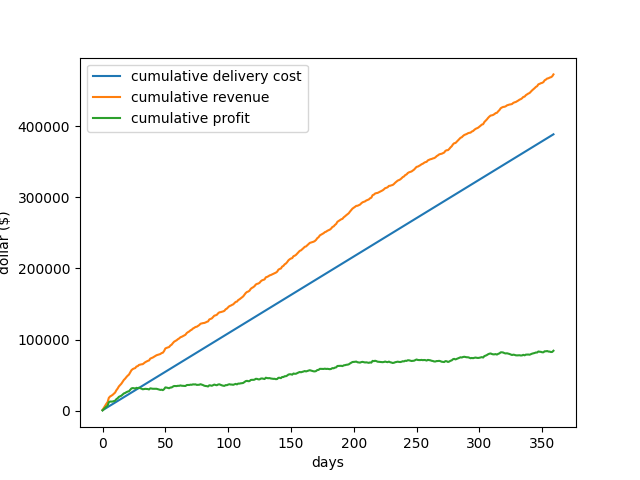 cumulative delivery cost
cumulative revenue
cumulative profit
400000
300000
200000
100000
0
dollar ($)
0 50 100 150 200 250 300 350
days